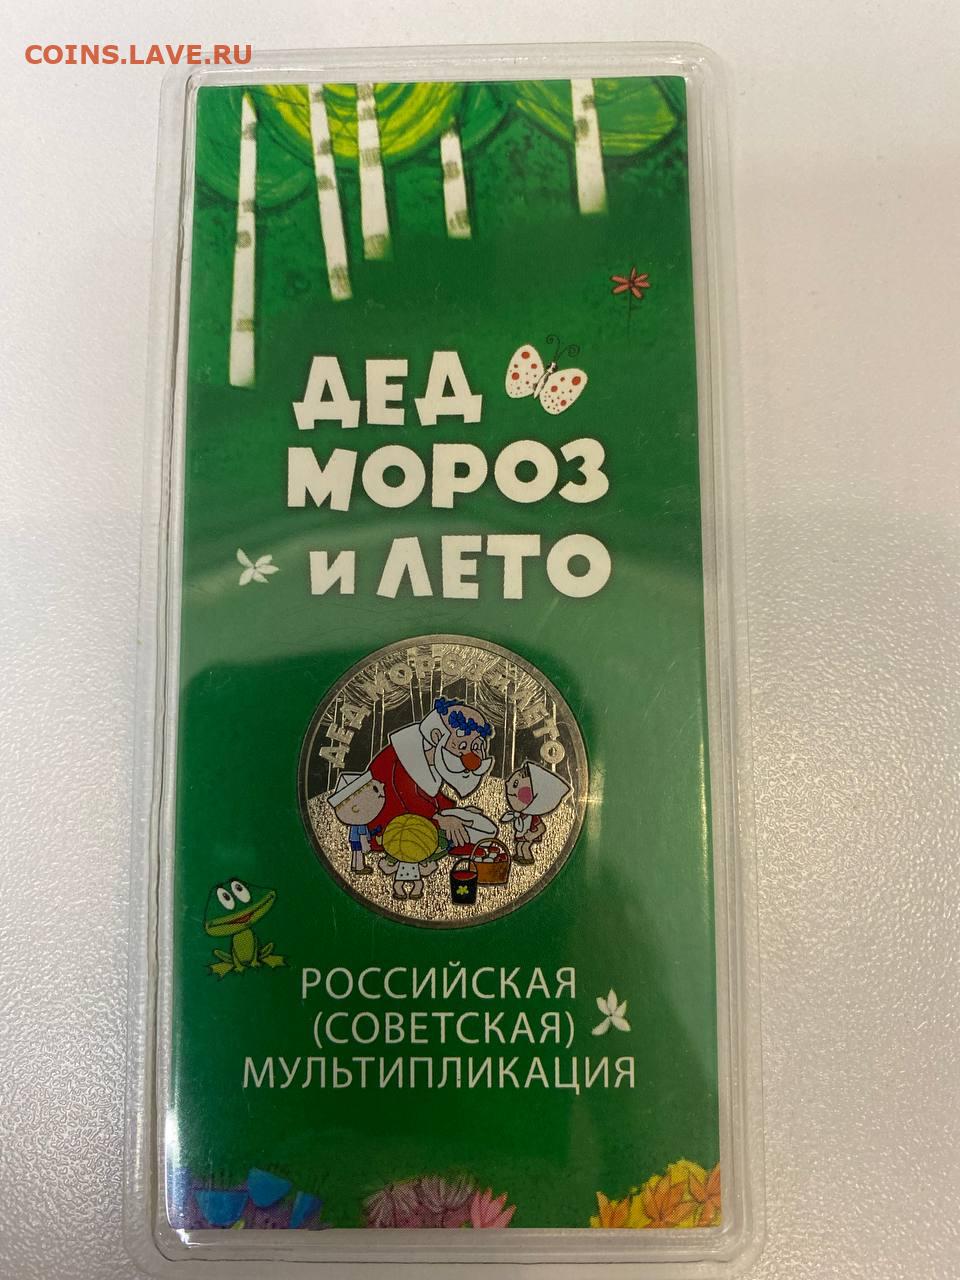 COINS.LAVE.RU
ДЕД
МОРОЗ
и ЛЕТО
ДЕД МОРОЗ и ЛЕТО
РОССИЙСКАЯ
(СОВЕТСКАЯ)
МУЛЬТИПЛИКАЦИЯ